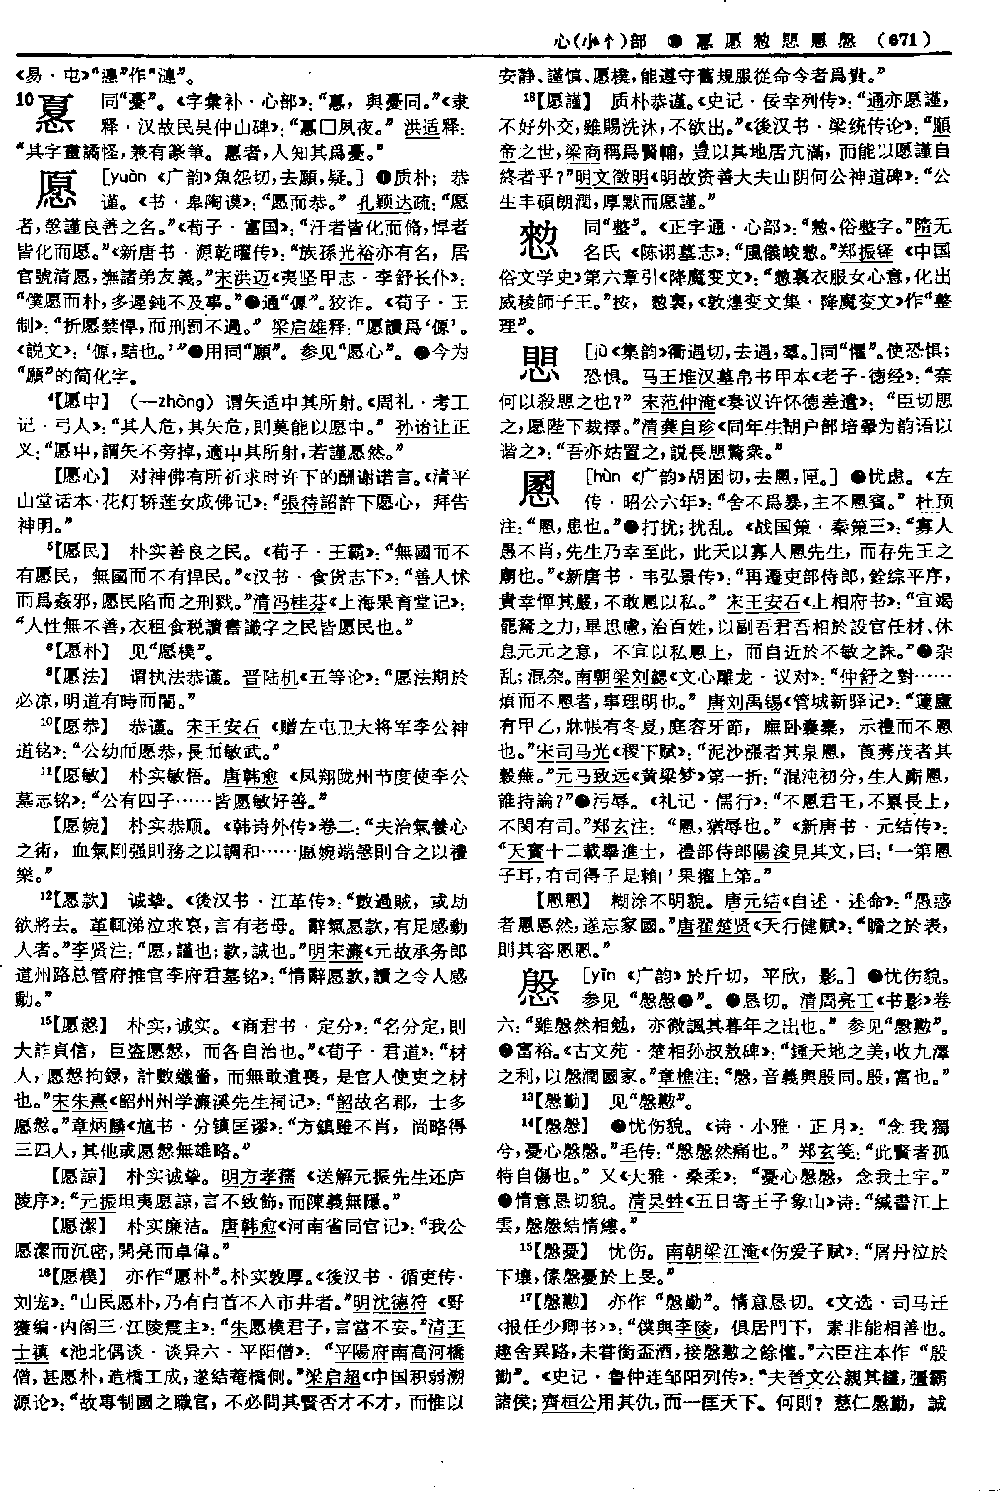 心(小忄)部 ❿ 㥑 愿 愸 思 慁 慇 (671)
《易·屯》“漣”作“漣”。
10 㥑 同“憂”。《字彙补·心部》:“㥑,與憂同。”《隶
释·汉故民吴仲山碑》:“㥑□夙夜。”洪适释:
“其字畫譎怪,兼有篆筆。㥑者,人知其爲憂。”
愿 [yuàn《广韵》魚怨切,去願,疑。]❶质朴;恭
谨。《书·皋陶谟》:“愿而恭。”孔颖达疏:“愿
者,慤謹良善之名。”《荀子·富国》:“汙者皆化而脩,悍者
皆化而愿。”《新唐书·源乾曜传》:“族孫光裕亦有名,居
官號清愿,撫諸弟友義。”宋洪迈《夷坚甲志·李舒长仆》:
“僕愿而朴,多遲鈍不及事。”❷通“傆”。狡诈。《荀子·王
制》:“折愿禁悍,而刑罰不過。”梁启雄释:“愿讀爲‘傆’。
《説文》:‘傆,黠也。’”❸用同“願”。参见“愿心”。❹今为
“願”的简化字。
4【愿中】(—zhòng)谓矢适中其所射。《周礼·考工
记·弓人》:“其人危,其矢危,則莫能以愿中。”孙诒让正
义:“愿中,謂矢不旁掉,適中其所射,若謹愿然。”
【愿心】对神佛有所祈求时许下的酬谢诺言。《清平
山堂话本·花灯轿莲女成佛记》:“張待詔許下愿心,拜告
神明。”
5【愿民】朴实善良之民。《荀子·王霸》:“無國而不
有愿民,無國而不有悍民。”《汉书·食货志下》:“善人怵
而爲姦邪,愿民陷而之刑戮。”清冯桂芬《上海果育堂记》:
“人性無不善,衣租食税讀書識字之民皆愿民也。”
6【愿朴】见“愿樸”。
8【愿法】谓执法恭谨。晋陆机《五等论》:“愿法期於
必凉,明道有時而闇。”
10【愿恭】恭谨。宋王安石《赠左屯卫大将军李公神
道铭》:“公幼而愿恭,長而敏武。”
11【愿敏】朴实敏悟。唐韩愈《凤翔陇州节度使李公
墓志铭》:“公有四子……皆愿敏好善。”
【愿婉】朴实恭顺。《韩诗外传》卷二:“夫治氣養心
之術,血氣剛强則務之以調和……愿婉端慤則合之以禮
樂。”
12【愿款】诚挚。《後汉书·江革传》:“數遇賊,或劫
欲將去。革輒涕泣求哀,言有老母。辭氣愿款,有足感動
人者。”李贤注:“愿,謹也;款,誠也。”明宋濂《元故承务郎
道州路总管府推官李府君墓铭》:“情辭愿款,讀之令人感
動。”
15【愿慤】朴实,诚实。《商君书·定分》:“名分定,則
大詐貞信,巨盗愿慤,而各自治也。”《荀子·君道》:“材
人,愿慤拘録,計數纖嗇,而無敢遺喪,是官人使吏之材
也。”宋朱熹《韶州州学濂溪先生祠记》:“韶故名郡,士多
愿慤。”章炳麟《訄书·分镇匡谬》:“方鎮雖不肖,尚略得
三四人,其他或愿慤無雄略。”
【愿諒】朴实诚挚。明方孝孺《送解元振先生还庐
陵序》:“元振坦夷愿諒,言不致飾,而陳義無隱。”
【愿潔】朴实廉洁。唐韩愈《河南省同官记》:“我公
愿潔而沉密,開亮而卓偉。”
16【愿樸】亦作“愿朴”。朴实敦厚。《後汉书·循吏传·
刘宠》:“山民愿朴,乃有白首不入市井者。”明沈德符《野
獲编·内阁三·江陵震主》:“朱愿樸君子,言當不妄。”清王
士禛《池北偶谈·谈异六·平阳僧》:“平陽府南高河橋
僧,甚愿朴,造橋工成,遂結菴橋側。”梁启超《中国积弱溯
源论》:“故專制國之職官,不必問其賢否才不才,而惟以
安静、謹慎、愿樸,能遵守舊規服從命令者爲貴。”
18【愿謹】质朴恭谨。《史记·佞幸列传》:“通亦愿謹,
不好外交,雖賜洗沐,不欲出。”《後汉书·梁统传论》:“順
帝之世,梁商稱爲賢輔,豈以其地居亢滿,而能以愿謹自
終者乎?”明文徵明《明故资善大夫山阴何公神道碑》:“公
生丰碩朗潤,厚默而愿謹。”
愸 同“整”。《正字通·心部》:“愸,俗整字。”隋无
名氏《陈诩墓志》:“風儀峻愸。”郑振铎《中国
俗文学史》第六章引《降魔变文》:“愸裏衣服女心意,化出
威稜師子王。”按,愸裏,《敦煌变文集·降魔变文》作“整
理”。
思 [jù《集韵》衢遇切,去遇,羣。]同“懼”。使恐惧;
恐惧。马王堆汉墓帛书甲本《老子·德经》:“奈
何以殺思之也?”宋范仲淹《奏议许怀德差遣》:“臣切思
之,愿陛下裁擇。”清龚自珍《同年生胡户部培翬为韵语以
谐之》:“吾亦姑置之,説長思驚衆。”
慁 [hùn《广韵》胡困切,去慁,匣。]❶忧虑。《左
传·昭公六年》:“舍不爲暴,主不慁賓。”杜预
注:“慁,患也。”❷打扰;扰乱。《战国策·秦策三》:“寡人
愚不肖,先生乃幸至此,此天以寡人慁先生,而存先王之
廟也。”《新唐书·韦弘景传》:“再遷吏部侍郎,銓綜平序,
貴幸憚其嚴,不敢慁以私。”宋王安石《上相府书》:“宜竭
罷駑之力,畢思慮,治百姓,以副吾君吾相於設官任材、休
息元元之意,不宜以私慁上,而自近於不敏之誅。”❸杂
乱;混杂。南朝梁刘勰《文心雕龙·议对》:“仲舒之對……
煩而不慁者,事理明也。”唐刘禹锡《管城新驿记》:“蘧廬
有甲乙,牀帳有冬夏,庭容牙節,廡卧囊橐,示禮而不慁
也。”宋司马光《稷下赋》:“泥沙漲者其泉慁,莨莠茂者其
穀蕪。”元马致远《黄粱梦》第一折:“混沌初分,生人廝慁,
誰持論?”❹污辱。《礼记·儒行》:“不慁君王,不累長上,
不閔有司。”郑玄注:“慁,猶辱也。”《新唐书·元结传》:
“天寳十二載舉進士,禮部侍郎陽浚見其文,曰:‘一第慁
子耳,有司得子是賴!’果擢上第。”
【慁慁】糊涂不明貌。唐元结《自述·述命》:“愚惑
者慁慁然,遂忘家國。”唐翟楚贤《天行健赋》:“瞻之於表,
則其容慁慁。”
慇 [yīn《广韵》於斤切,平欣,影。]❶忧伤貌。
参见“慇慇❶”。❷恳切。清周亮工《书影》卷
六:“雖慇然相勉,亦微諷其暮年之出也。”参见“慇懃”。
❸富裕。《古文苑·楚相孙叔敖碑》:“鍾天地之美,收九澤
之利,以慇潤國家。”章樵注:“慇,音義與殷同。殷,富也。”
13【慇勤】见“慇懃”。
14【慇慇】❶忧伤貌。《诗·小雅·正月》:“念我獨
兮,憂心慇慇。”毛传:“慇慇然痛也。”郑玄笺:“此賢者孤
特自傷也。”又《大雅·桑柔》:“憂心慇慇,念我土宇。”
❷情意恳切貌。清吴甡《五日寄王子象山》诗:“緘書江上
雲,慇慇結情縷。”
15【慇憂】忧伤。南朝梁江淹《伤爱子赋》:“屑丹泣於
下壤,傃慇憂於上旻。”
17【慇懃】亦作“慇勤”。情意恳切。《文选·司马迁
〈报任少卿书〉》:“僕與李陵,俱居門下,素非能相善也。
趣舍異路,未嘗銜盃酒,接慇懃之餘懽。”六臣注本作“殷
勤”。《史记·鲁仲连邹阳列传》:“夫晉文公親其讎,彊霸
諸侯;齊桓公用其仇,而一匡天下。何則?慈仁慇勤,誠